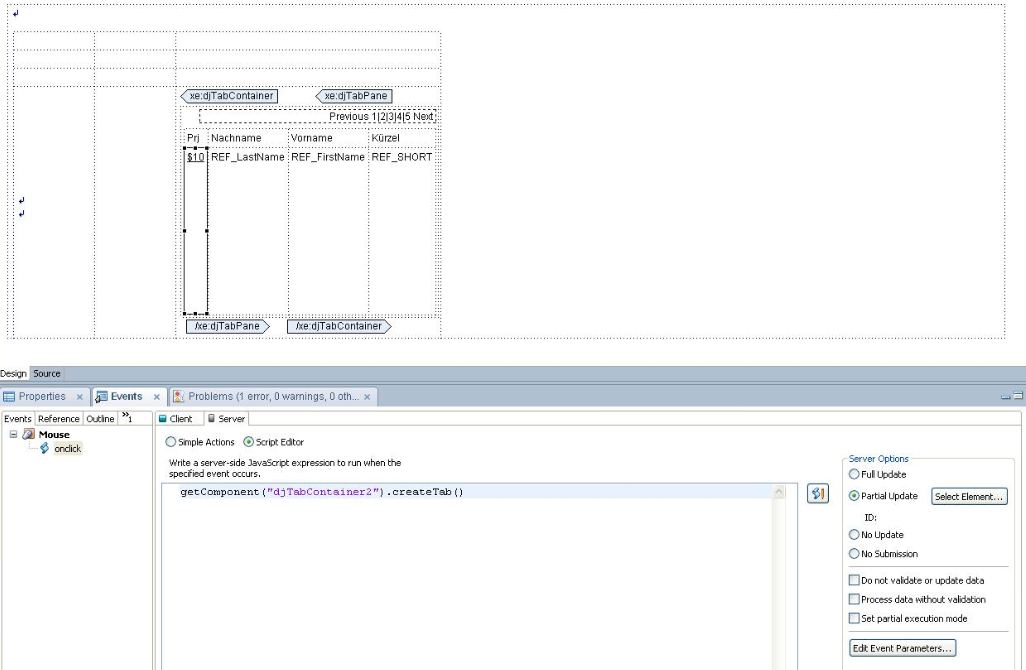 xe:djTabContainer xe:djTabPane
Previous 1|2|3|4|5 Next
Prj Nachname Vorname Kürzel
$10 REF_LastName REF_FirstName REF_SHORT
/xe:djTabPane /xe:djTabContainer
Design Source
Properties Events Problems (1 error, 0 warnings, 0 oth...
Events Reference Outline »1 Client Server
Mouse
onclick
Simple Actions Script Editor
Write a server-side JavaScript expression to run when the
specified event occurs.
getComponent("djTabContainer2").createTab()
Server Options
Full Update
Partial Update Select Element...
ID:
No Update
No Submission
Do not validate or update data
Process data without validation
Set partial execution mode
Edit Event Parameters...